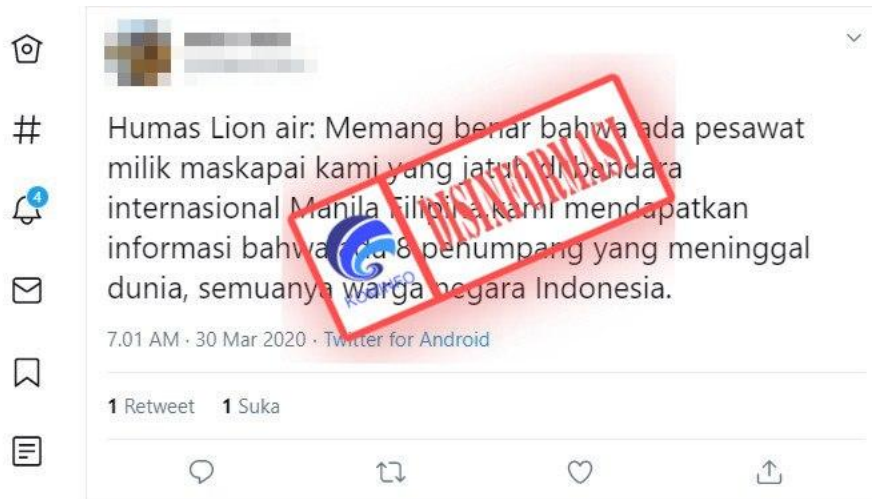 Humas Lion air: Memang benar bahwa ada pesawat
milik maskapai kami yang jatuh di bandara
internasional Manila Filipina.kami mendapatkan
informasi bahwa ada 8 penumpang yang meninggal
dunia, semuanya warga negara Indonesia.
DISINFORMASI
KOMINFO
7.01 AM · 30 Mar 2020 · Twitter for Android
1 Retweet 1 Suka
4